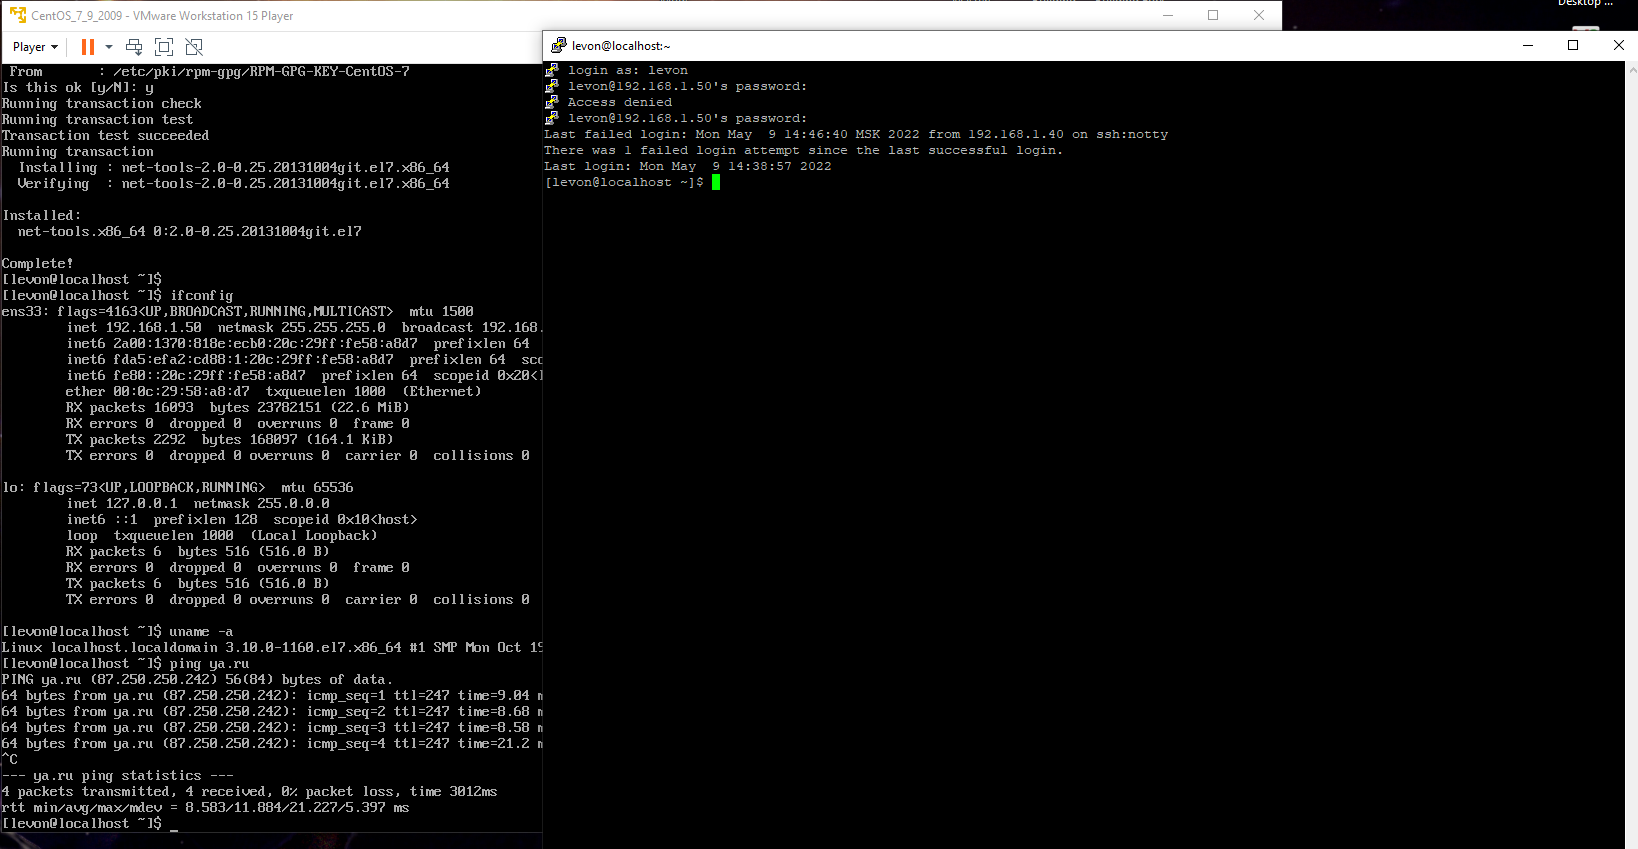 Desktop ...
CentOS_7_9_2009 - VMware Workstation 15 Player
Player
From : /etc/pki/rpm-gpg/RPM-GPG-KEY-CentOS-7
Is this ok [y/N]: y
Running transaction check
Running transaction test
Transaction test succeeded
Running transaction
Installing : net-tools-2.0-0.25.20131004git.el7.x86_64
Verifying : net-tools-2.0-0.25.20131004git.el7.x86_64
Installed:
net-tools.x86_64 0:2.0-0.25.20131004git.el7
Complete!
[levon@localhost ~]$
[levon@localhost ~]$ ifconfig
ens33: flags=4163<UP,BROADCAST,RUNNING,MULTICAST> mtu 1500
inet 192.168.1.50 netmask 255.255.255.0 broadcast 192.168.
inet6 2a00:1370:818e:ecb0:20c:29ff:fe58:a8d7 prefixlen 64
inet6 fda5:efa2:cd88:1:20c:29ff:fe58:a8d7 prefixlen 64 sco
inet6 fe80::20c:29ff:fe58:a8d7 prefixlen 64 scopeid 0x20<l
ether 00:0c:29:58:a8:d7 txqueuelen 1000 (Ethernet)
RX packets 16093 bytes 23782151 (22.6 MiB)
RX errors 0 dropped 0 overruns 0 frame 0
TX packets 2292 bytes 168097 (164.1 KiB)
TX errors 0 dropped 0 overruns 0 carrier 0 collisions 0
lo: flags=73<UP,LOOPBACK,RUNNING> mtu 65536
inet 127.0.0.1 netmask 255.0.0.0
inet6 ::1 prefixlen 128 scopeid 0x10<host>
loop txqueuelen 1000 (Local Loopback)
RX packets 6 bytes 516 (516.0 B)
RX errors 0 dropped 0 overruns 0 frame 0
TX packets 6 bytes 516 (516.0 B)
TX errors 0 dropped 0 overruns 0 carrier 0 collisions 0
[levon@localhost ~]$ uname -a
Linux localhost.localdomain 3.10.0-1160.el7.x86_64 #1 SMP Mon Oct 19
[levon@localhost ~]$ ping ya.ru
PING ya.ru (87.250.250.242) 56(84) bytes of data.
64 bytes from ya.ru (87.250.250.242): icmp_seq=1 ttl=247 time=9.04 m
64 bytes from ya.ru (87.250.250.242): icmp_seq=2 ttl=247 time=8.68 m
64 bytes from ya.ru (87.250.250.242): icmp_seq=3 ttl=247 time=8.58 m
64 bytes from ya.ru (87.250.250.242): icmp_seq=4 ttl=247 time=21.2 m
^C
--- ya.ru ping statistics ---
4 packets transmitted, 4 received, 0% packet loss, time 3012ms
rtt min/avg/max/mdev = 8.583/11.884/21.227/5.397 ms
[levon@localhost ~]$ _
levon@localhost:~
login as: levon
levon@192.168.1.50's password:
Access denied
levon@192.168.1.50's password:
Last failed login: Mon May 9 14:46:40 MSK 2022 from 192.168.1.40 on ssh:notty
There was 1 failed login attempt since the last successful login.
Last login: Mon May 9 14:38:57 2022
[levon@localhost ~]$